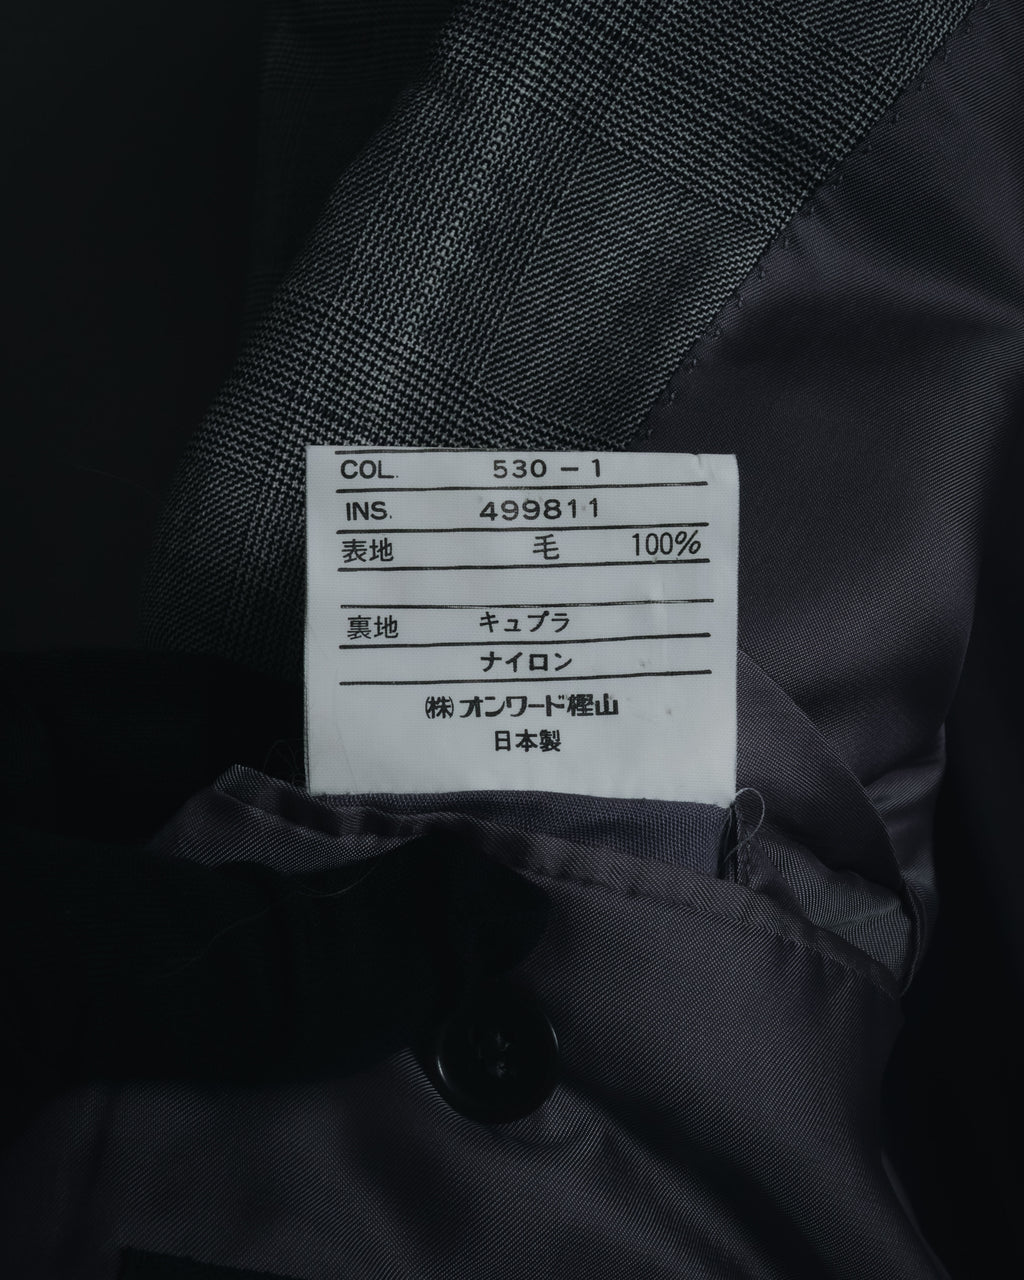 COL. 530 - 1
INS. 499811
表地 毛 100%
裏地 キュプラ
ナイロン
㈱オンワード樫山
日本製